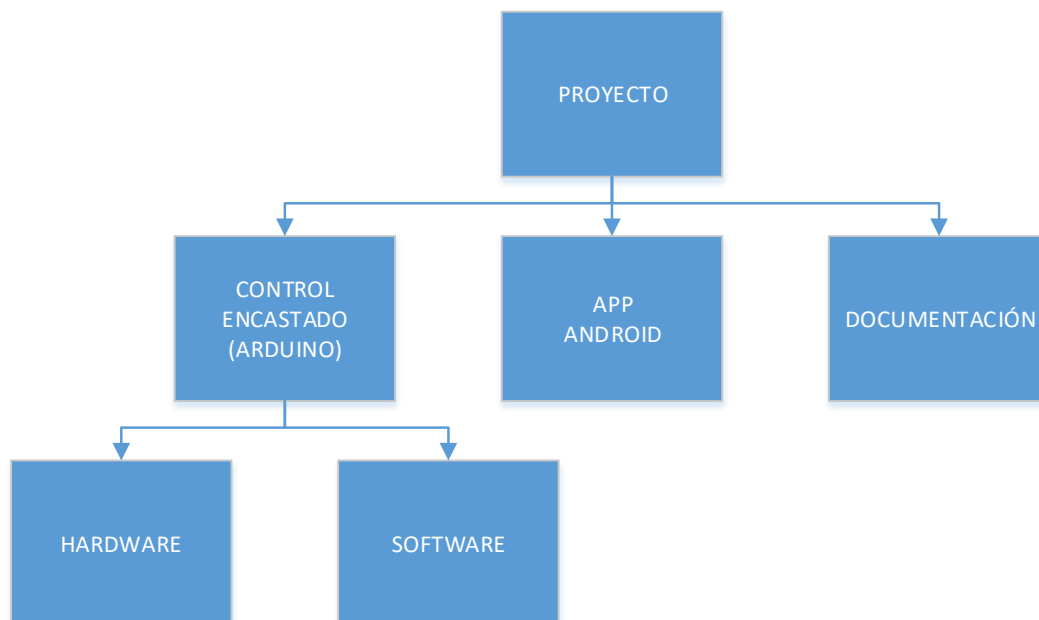 PROYECTO
CONTROL
ENCASTADO
(ARDUINO)
APP
ANDROID
DOCUMENTACIÓN
HARDWARE
SOFTWARE